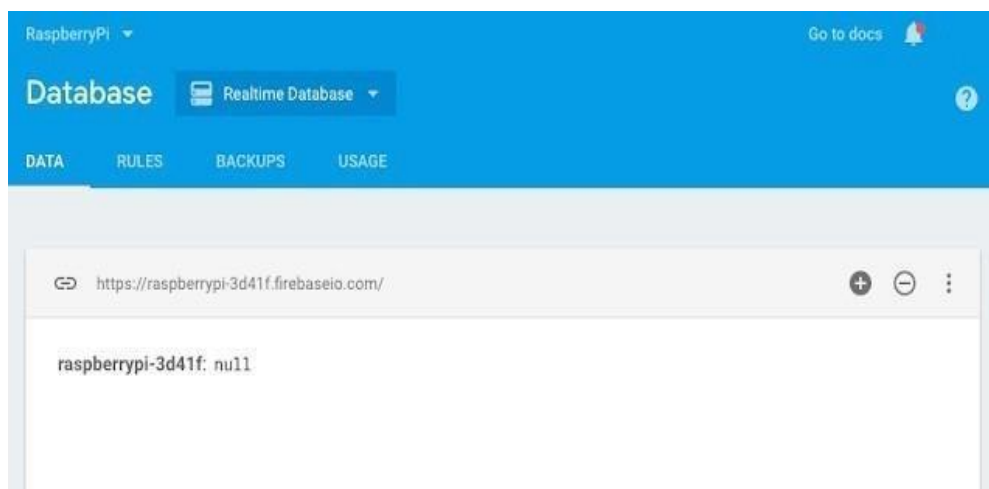 RaspberryPi Go to docs
Database Realtime Database ?
DATA RULES BACKUPS USAGE
https://raspberrypi-3d41f.firebaseio.com/
raspberrypi-3d41f: null